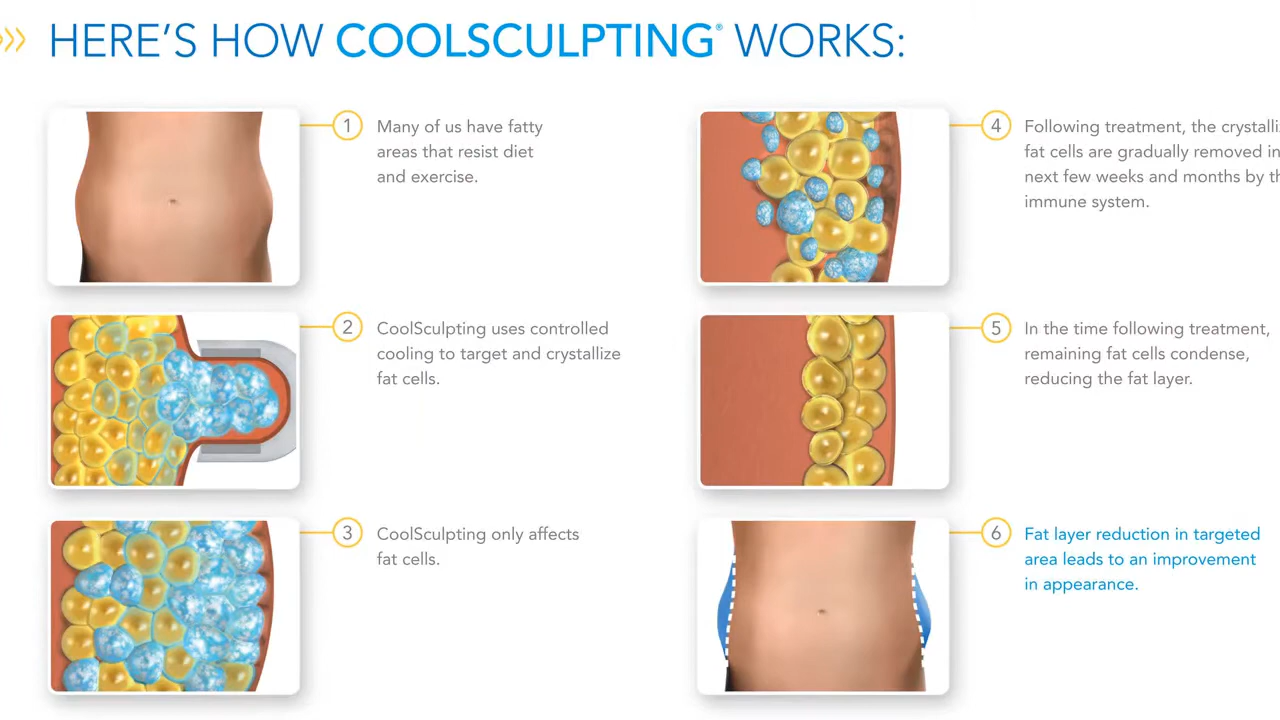 HERE'S HOW COOLSCULPTING® WORKS:
1
Many of us have fatty
areas that resist diet
and exercise.
2
CoolSculpting uses controlled
cooling to target and crystallize
fat cells.
3
CoolSculpting only affects
fat cells.
4
Following treatment, the
fat cells are gradually removed in
next few weeks and months by
immune system.
5
In the time following treatment,
remaining fat cells condense,
reducing the fat layer.
6
Fat layer reduction in targeted
area leads to an improvement
in appearance.